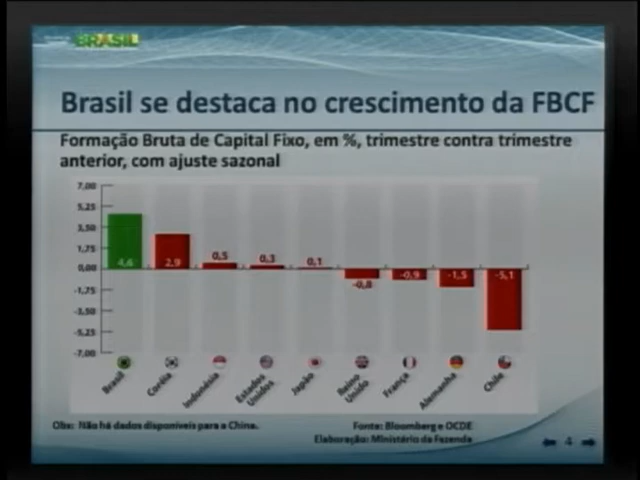 BRASIL
Brasil se destaca no crescimento da FBCF
Formação Bruta de Capital Fixo, em %, trimestre contra trimestre
anterior, com ajuste sazonal
7,00
5,25
3,50
1,75
0,00
-1,75
-3,50
-5,25
-7,00
4,6
2,9
0,5
0,3
0,1
-0,8
-0,9
-1,5
-5,1
Brasil
Coréia
Indonésia
Estados
Unidos
Japão
Reino
Unido
França
Alemanha
Chile
Obs: Não há dados disponíveis para a China.
Fonte: Bloomberg e OCDE
Elaboração: Ministério da Fazenda
4